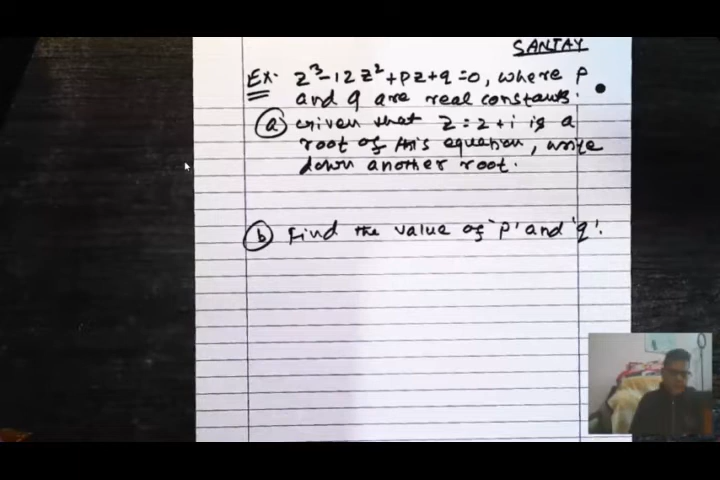 SANJAY
Ex. z³-12z²+pz+q=0, where p
and q are real constants.
(a) Given that z=2+i is a
root of this equation, write
down another root.
(b) Find the value of 'p' and 'q'.